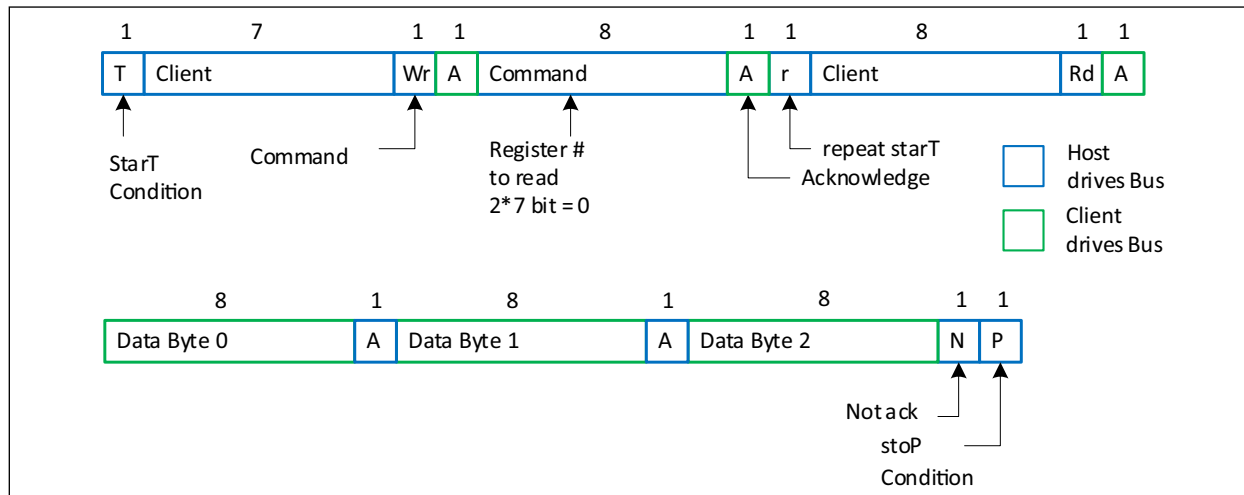 1 7 1 1 8 1 1 8 1 1
T Client Wr A Command A r Client Rd A
StarT
Condition
Command
Register #
to read
2*7 bit = 0
repeat starT
Acknowledge
Host
drives Bus
Client
drives Bus
8 1 8 1 8 1 1
Data Byte 0 A Data Byte 1 A Data Byte 2 N P
Not ack
stoP
Condition